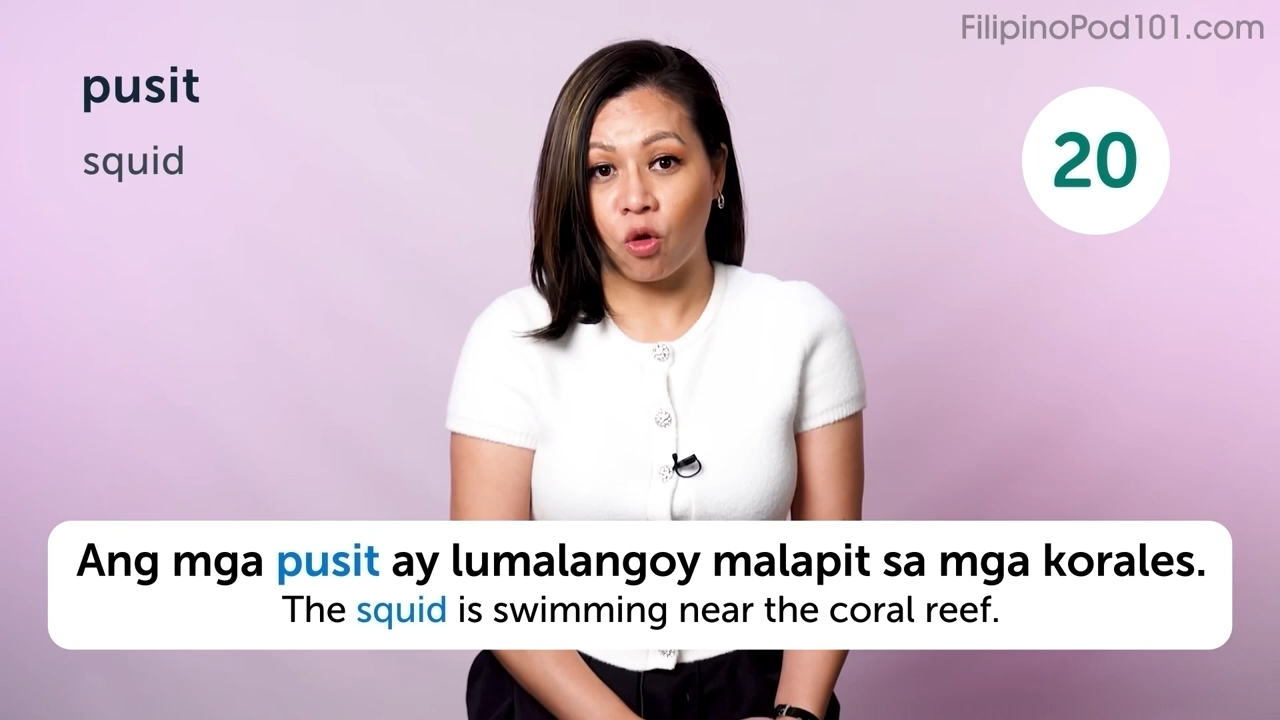 FilipinoPod101.com
pusit
squid
20
Ang mga pusit ay lumalangoy malapit sa mga korales.
The squid is swimming near the coral reef.